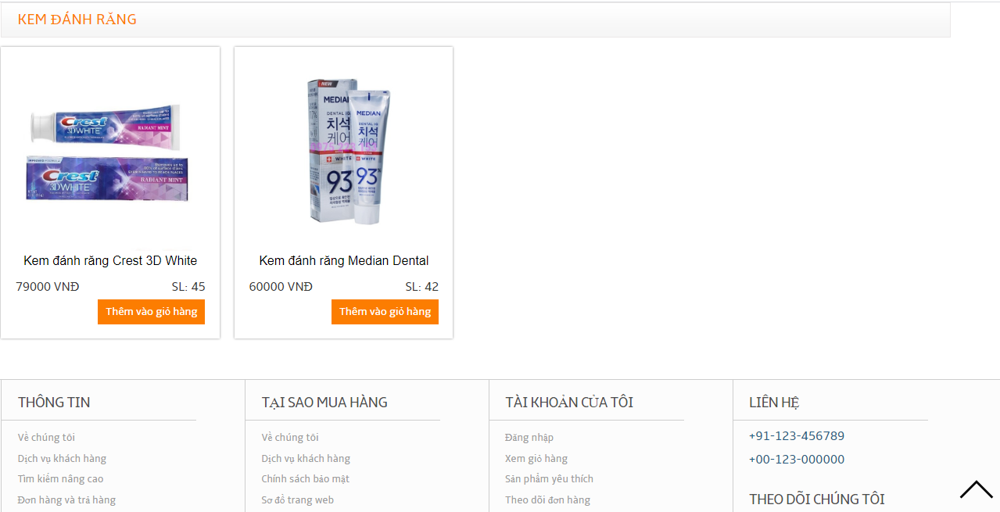 KEM ĐÁNH RĂNG
Crest
3DWHITE
RADIANT MINT
Crest
3DWHITE
RADIANT MINT
NEW
MEDIAN
DENTAL IQ
치석
케어
WHITE
93
MEDIAN
DENTAL IQ
치석
케어
WHITE
93%
Kem đánh răng Crest 3D White
79000 VNĐ SL: 45
Thêm vào giỏ hàng
Kem đánh răng Median Dental
60000 VNĐ SL: 42
Thêm vào giỏ hàng
THÔNG TIN
Về chúng tôi
Dịch vụ khách hàng
Tìm kiếm nâng cao
Đơn hàng và trả hàng
TẠI SAO MUA HÀNG
Về chúng tôi
Dịch vụ khách hàng
Chính sách bảo mật
Sơ đồ trang web
TÀI KHOẢN CỦA TÔI
Đăng nhập
Xem giỏ hàng
Sản phẩm yêu thích
Theo dõi đơn hàng
LIÊN HỆ
+91-123-456789
+00-123-000000
THEO DÕI CHÚNG TÔI